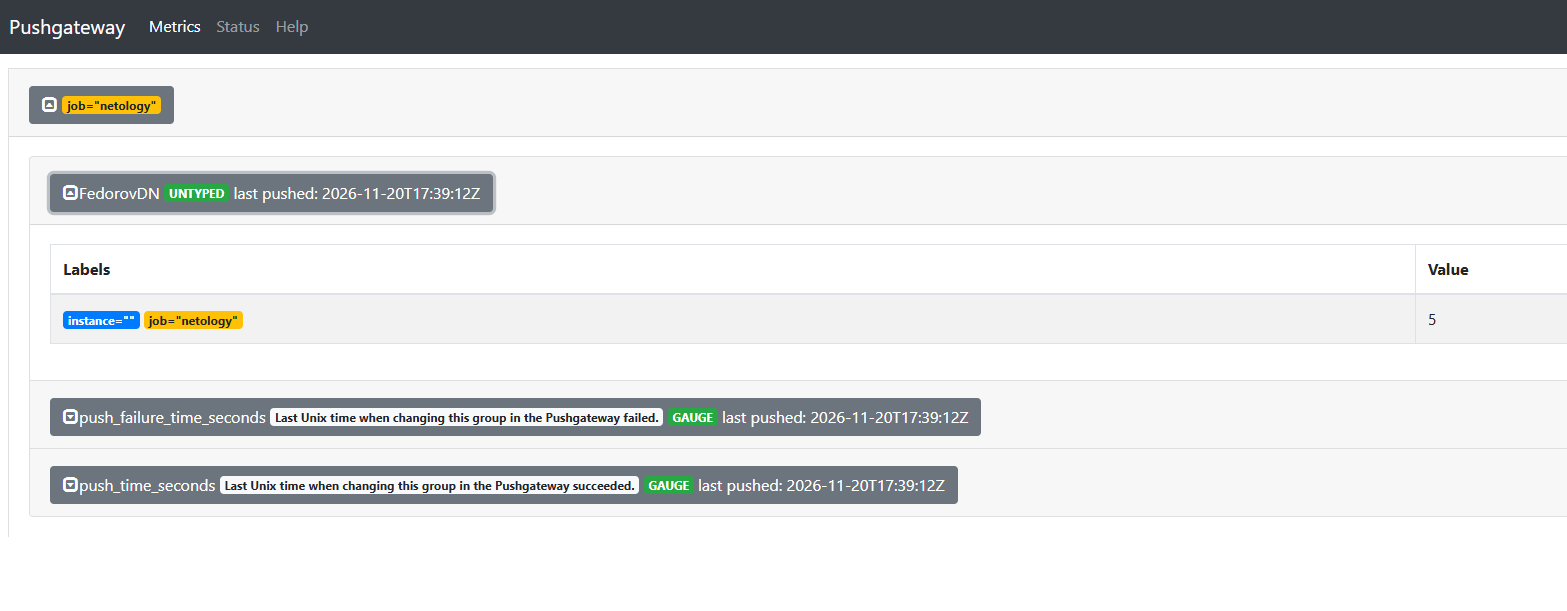 Pushgateway Metrics Status Help
job="netology"
FedorovDN UNTYPED last pushed: 2026-11-20T17:39:12Z
Labels Value
instance="" job="netology" 5
push_failure_time_seconds Last Unix time when changing this group in the Pushgateway failed. GAUGE last pushed: 2026-11-20T17:39:12Z
push_time_seconds Last Unix time when changing this group in the Pushgateway succeeded. GAUGE last pushed: 2026-11-20T17:39:12Z